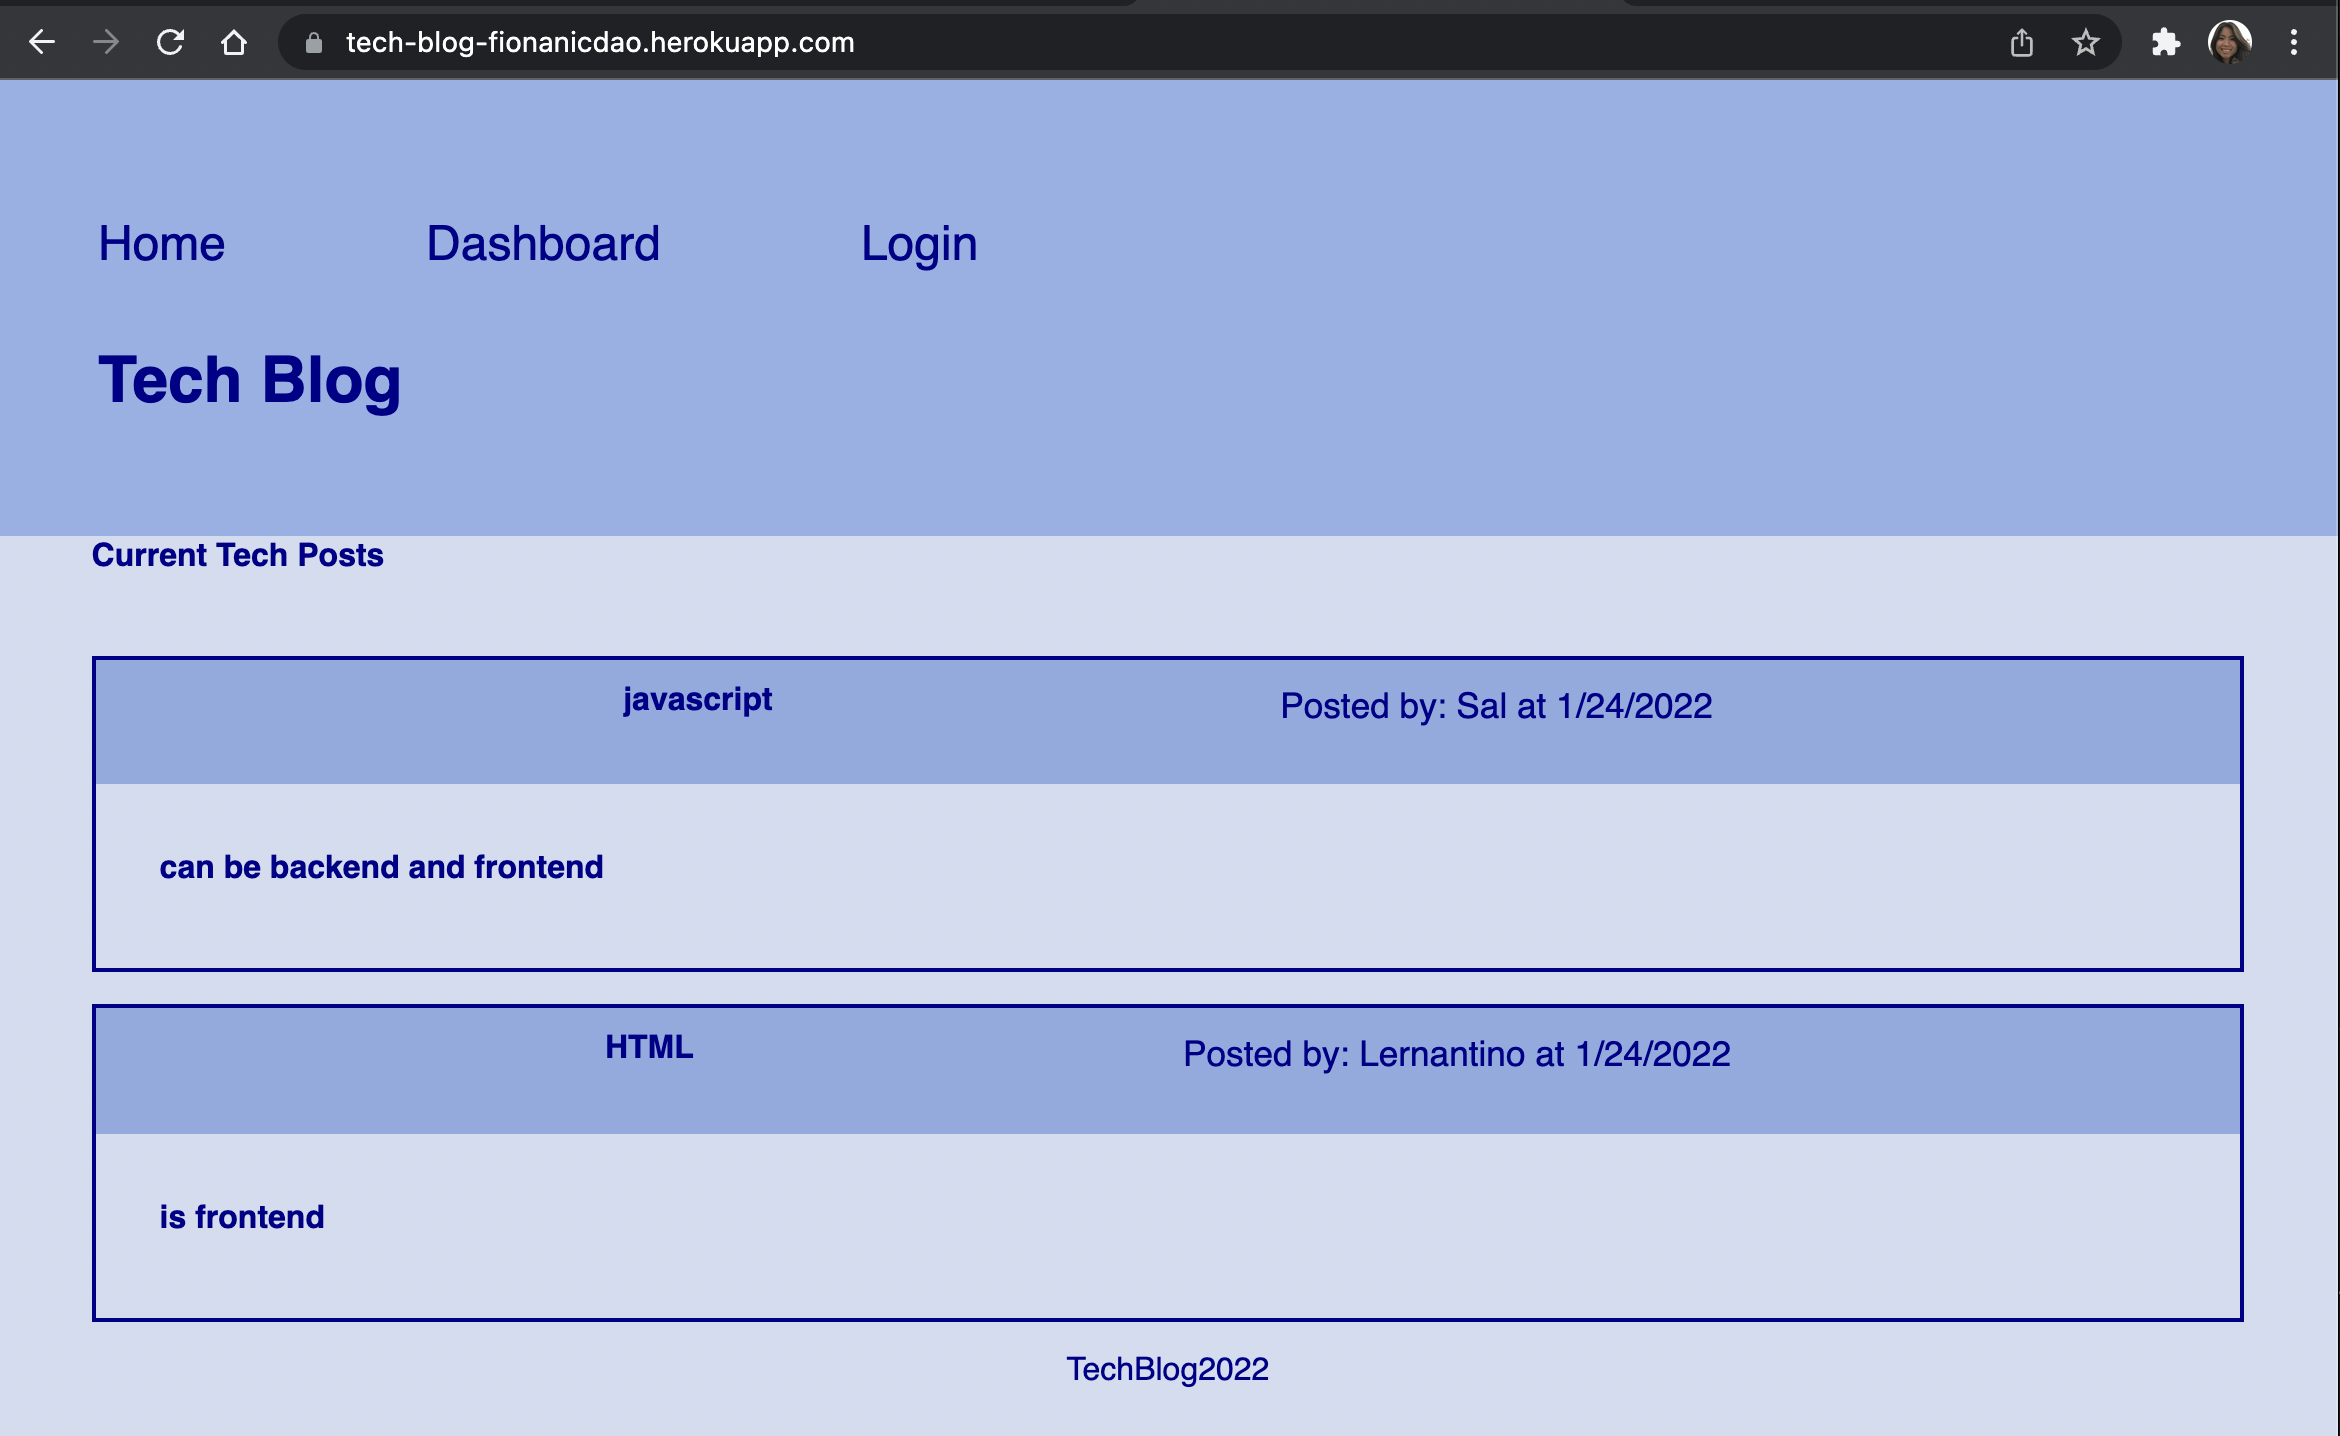 tech-blog-fionanicdao.herokuapp.com
Home Dashboard Login
Tech Blog
Current Tech Posts
javascript Posted by: Sal at 1/24/2022
can be backend and frontend
HTML Posted by: Lernantino at 1/24/2022
is frontend
TechBlog2022